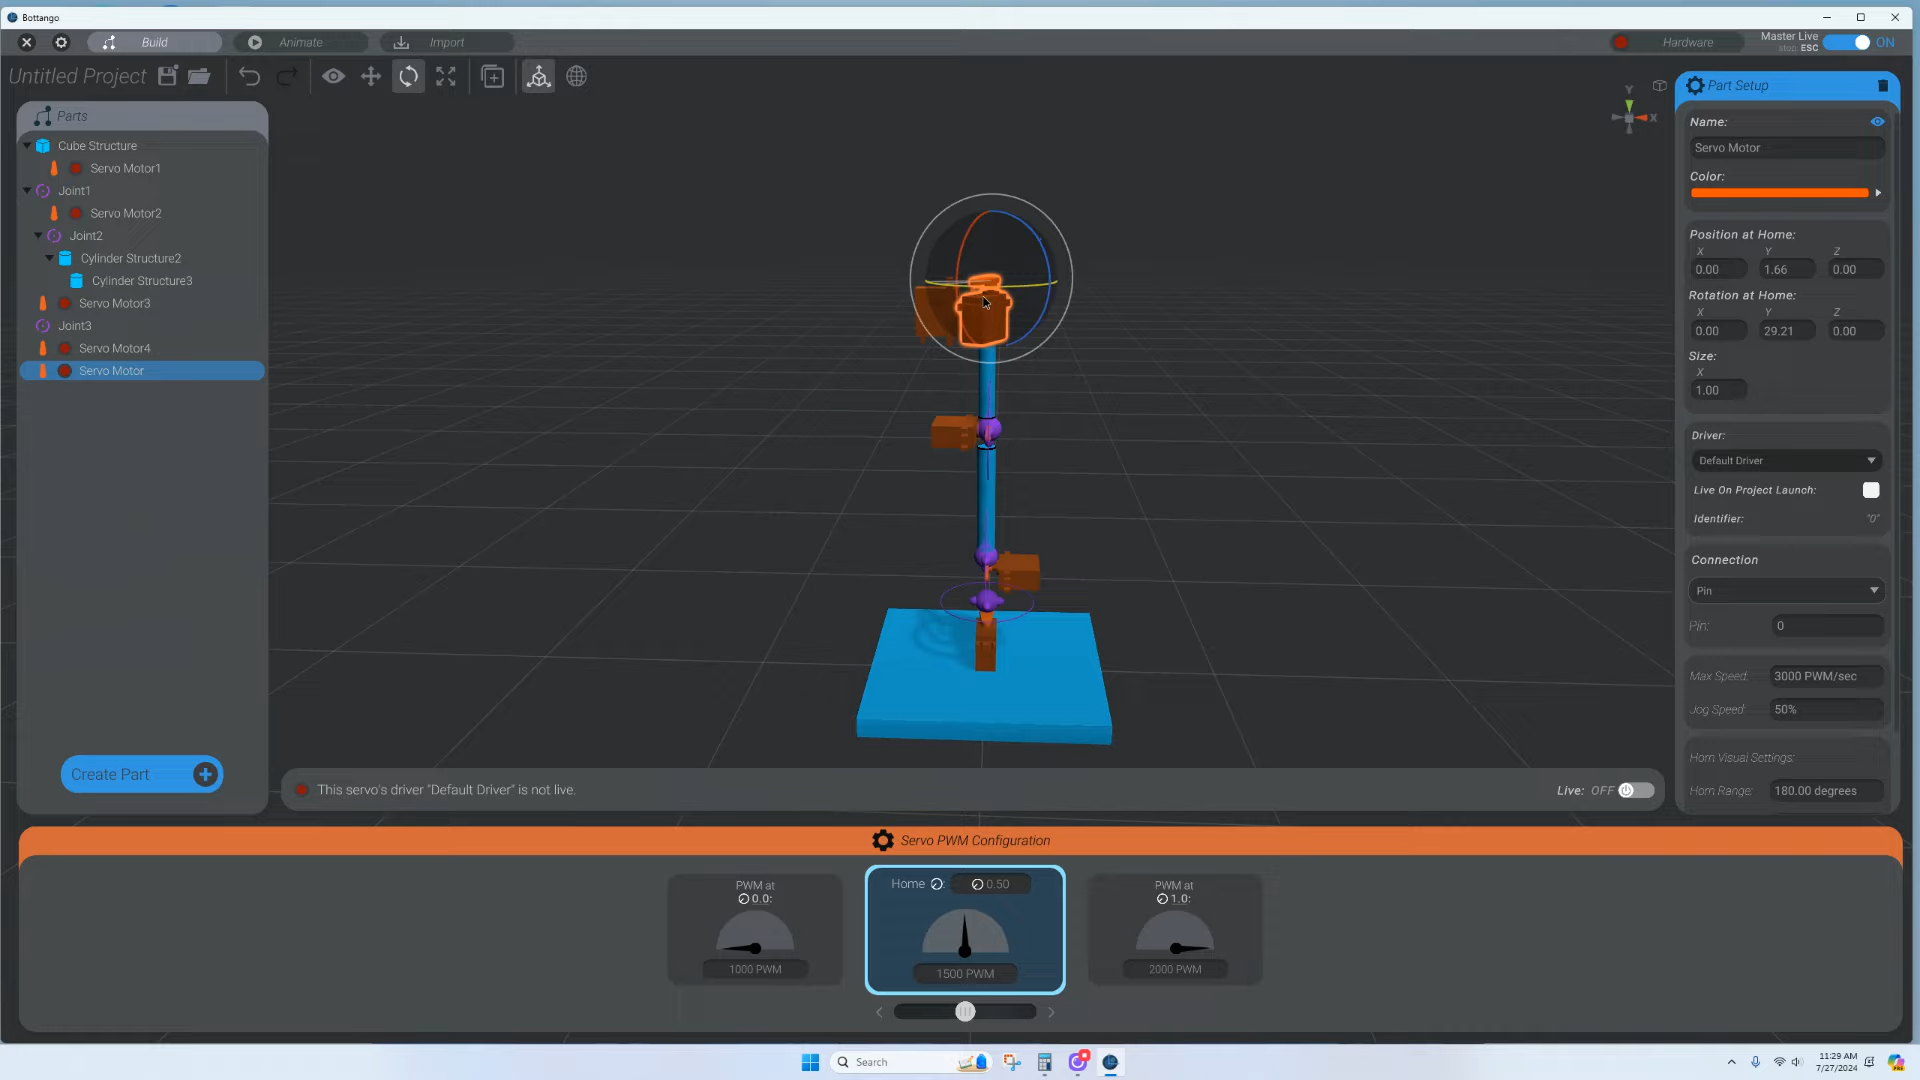 Bottango
Build
Animate
Import
Hardware
Master Live
stop: ESC
ON
Untitled Project
Parts
Cube Structure
Servo Motor1
Joint1
Servo Motor2
Joint2
Cylinder Structure2
Cylinder Structure3
Servo Motor3
Joint3
Servo Motor4
Servo Motor
Create Part
Y
X
Part Setup
Name:
Servo Motor
Color:
Position at Home:
X Y Z
0.00 1.66 0.00
Rotation at Home:
X Y Z
0.00 29.21 0.00
Size:
X
1.00
Driver:
Default Driver
Live On Project Launch:
Identifier: "0"
Connection
Pin
Pin: 0
Max Speed: 3000 PWM/sec
Jog Speed: 50%
Horn Visual Settings:
Horn Range: 180.00 degrees
This servo's driver "Default Driver" is not live.
Live: OFF
Servo PWM Configuration
PWM at
0.0:
1000 PWM
Home : 0.50
1500 PWM
PWM at
1.0:
2000 PWM
Search
11:29 AM
7/27/2024